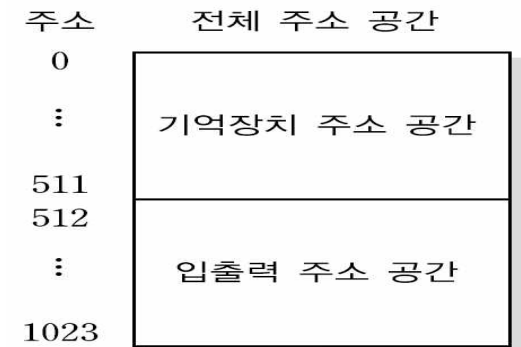 주소 전체 주소 공간
0
⋮
기억장치 주소 공간
511
512
⋮
입출력 주소 공간
1023